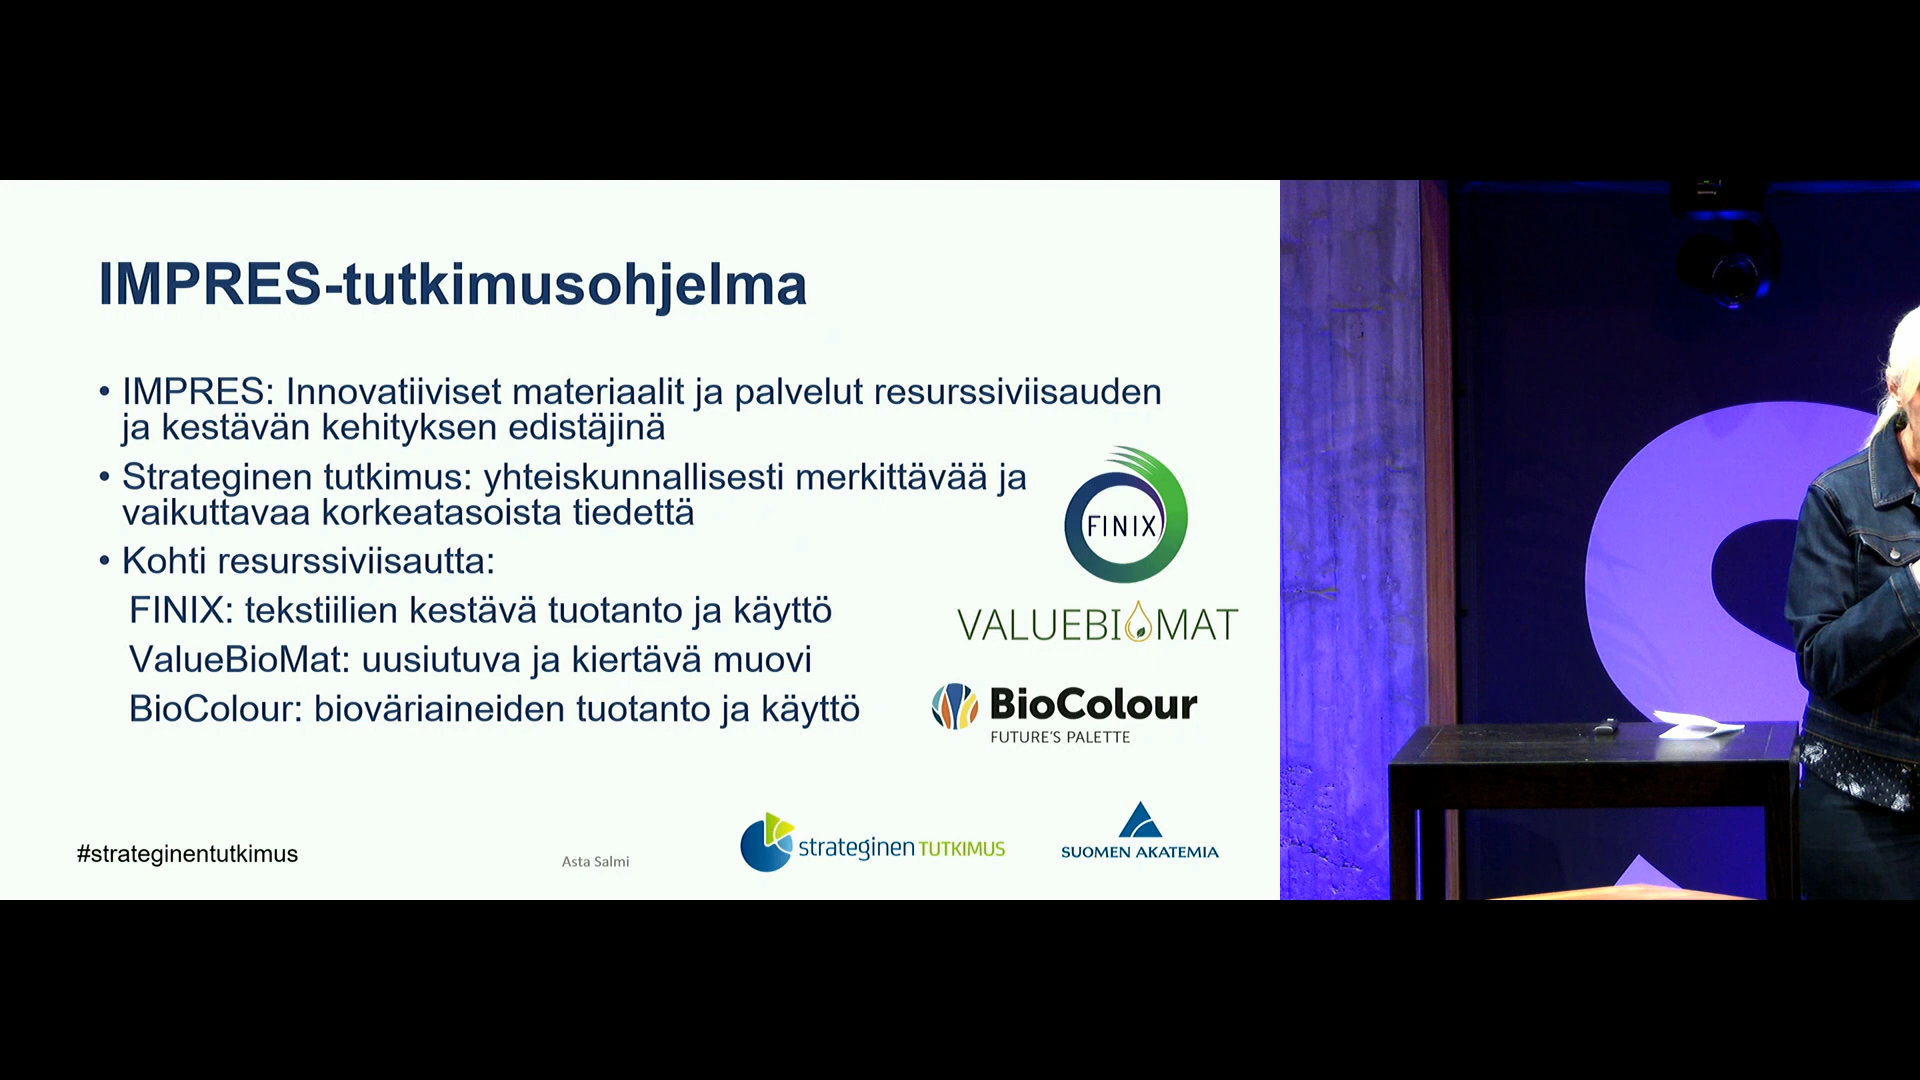 IMPRES-tutkimusohjelma
• IMPRES: Innovatiiviset materiaalit ja palvelut resurssiviisauden
ja kestävän kehityksen edistäjinä
• Strateginen tutkimus: yhteiskunnallisesti merkittävää ja
vaikuttavaa korkeatasoista tiedettä
• Kohti resurssiviisautta:
FINIX: tekstiilien kestävä tuotanto ja käyttö
ValueBioMat: uusiutuva ja kiertävä muovi
BioColour: bioväriaineiden tuotanto ja käyttö
FINIX
VALUEBIOMAT
BioColour
FUTURE'S PALETTE
#strateginentutkimus
Asta Salmi
strateginen TUTKIMUS
SUOMEN AKATEMIA